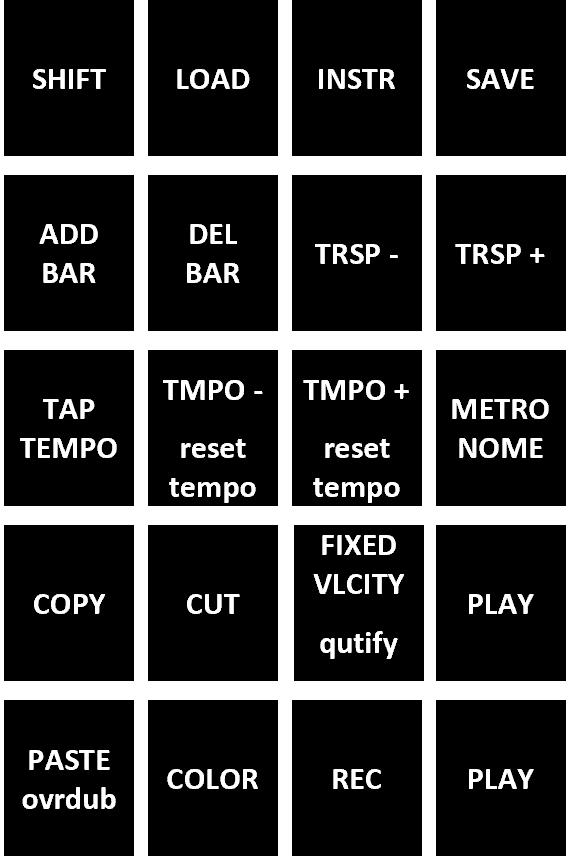 SHIFT
LOAD
INSTR
SAVE
ADD
BAR
DEL
BAR
TRSP -
TRSP +
TAP
TEMPO
TMPO -
reset
tempo
TMPO +
reset
tempo
METRO
NOME
COPY
CUT
FIXED
VLCITY
qutify
PLAY
PASTE
ovrdub
COLOR
REC
PLAY